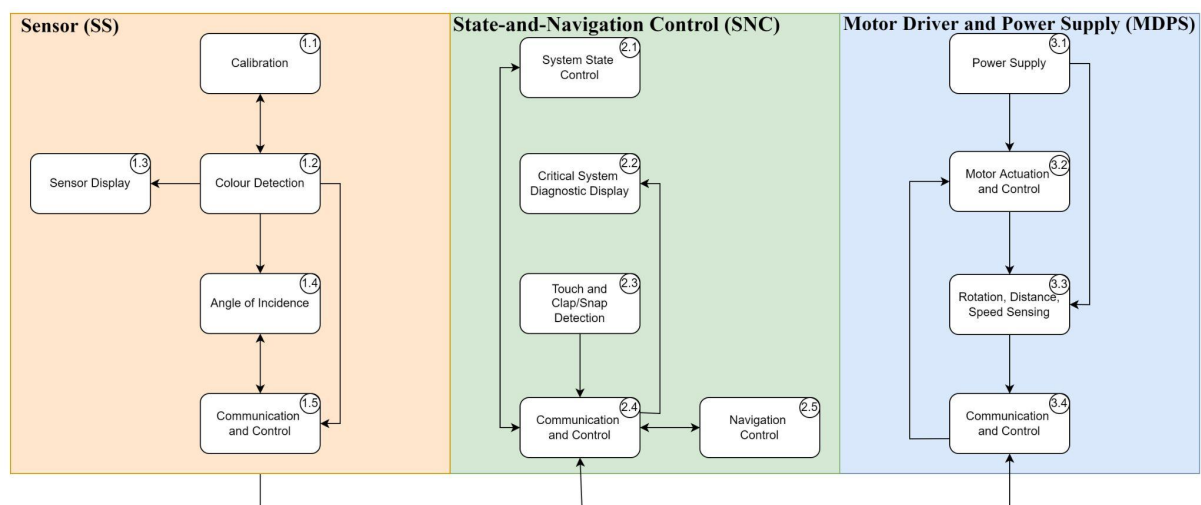 Sensor (SS)
1.1
Calibration
1.3
Sensor Display
1.2
Colour Detection
1.4
Angle of Incidence
1.5
Communication
and Control
State-and-Navigation Control (SNC)
2.1
System State
Control
2.2
Critical System
Diagnostic Display
2.3
Touch and
Clap/Snap
Detection
2.4
Communication
and Control
2.5
Navigation
Control
Motor Driver and Power Supply (MDPS)
3.1
Power Supply
3.2
Motor Actuation
and Control
3.3
Rotation, Distance,
Speed Sensing
3.4
Communication
and Control